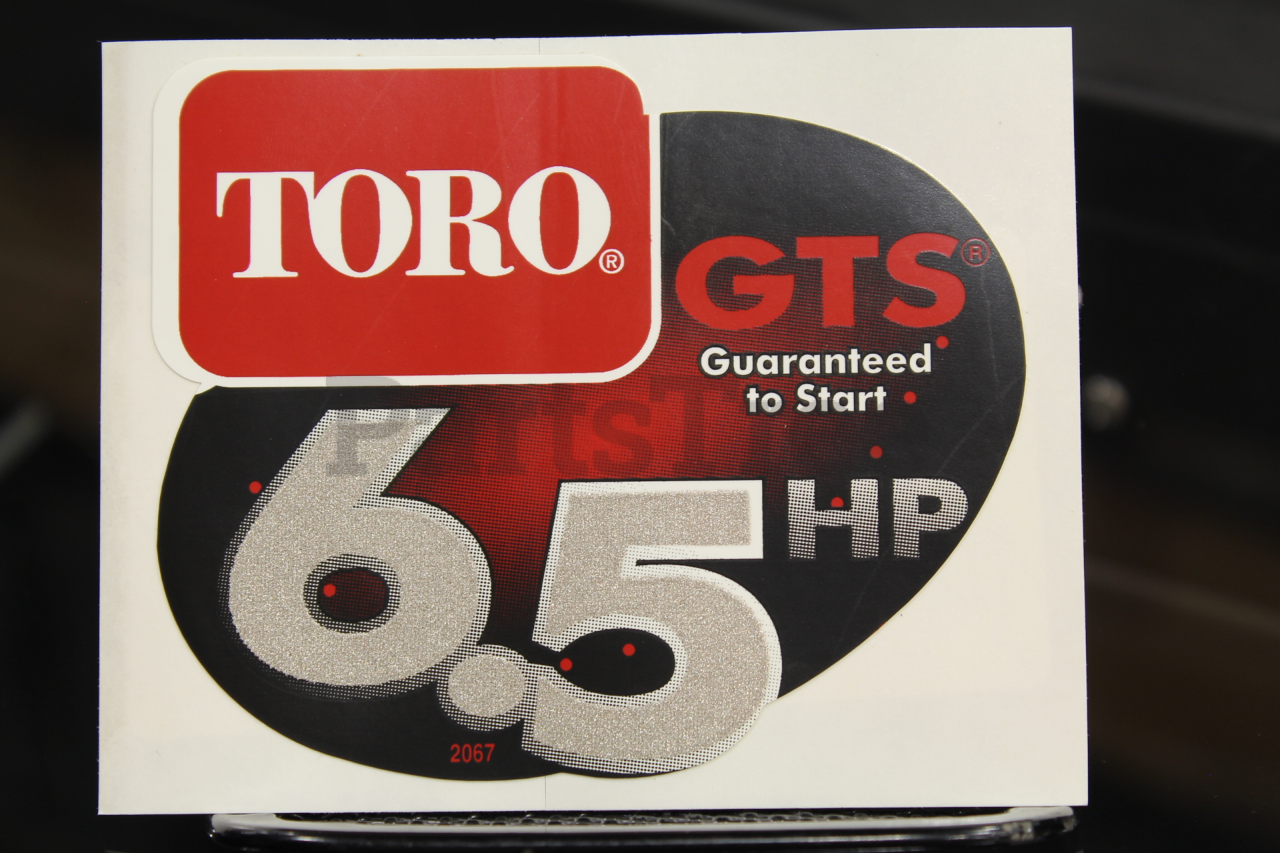 TORO®
GTS®
Guaranteed
to Start
6.5 HP
2067